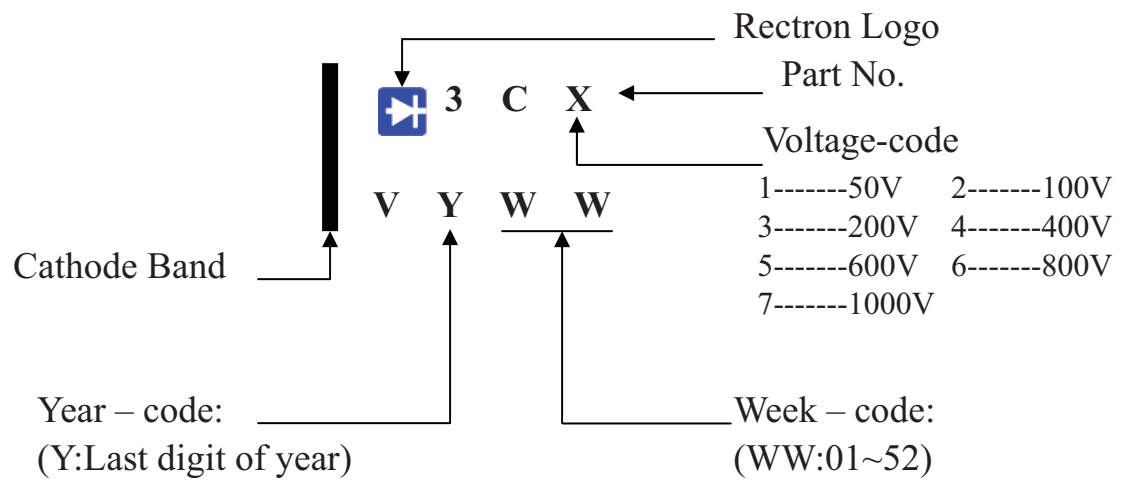 Rectron Logo
3 C X
Part No.
Voltage-code
1-------50V 2-------100V
3-------200V 4-------400V
5-------600V 6-------800V
7-------1000V
V Y W W
Cathode Band
Year – code:
(Y:Last digit of year)
Week – code:
(WW:01~52)